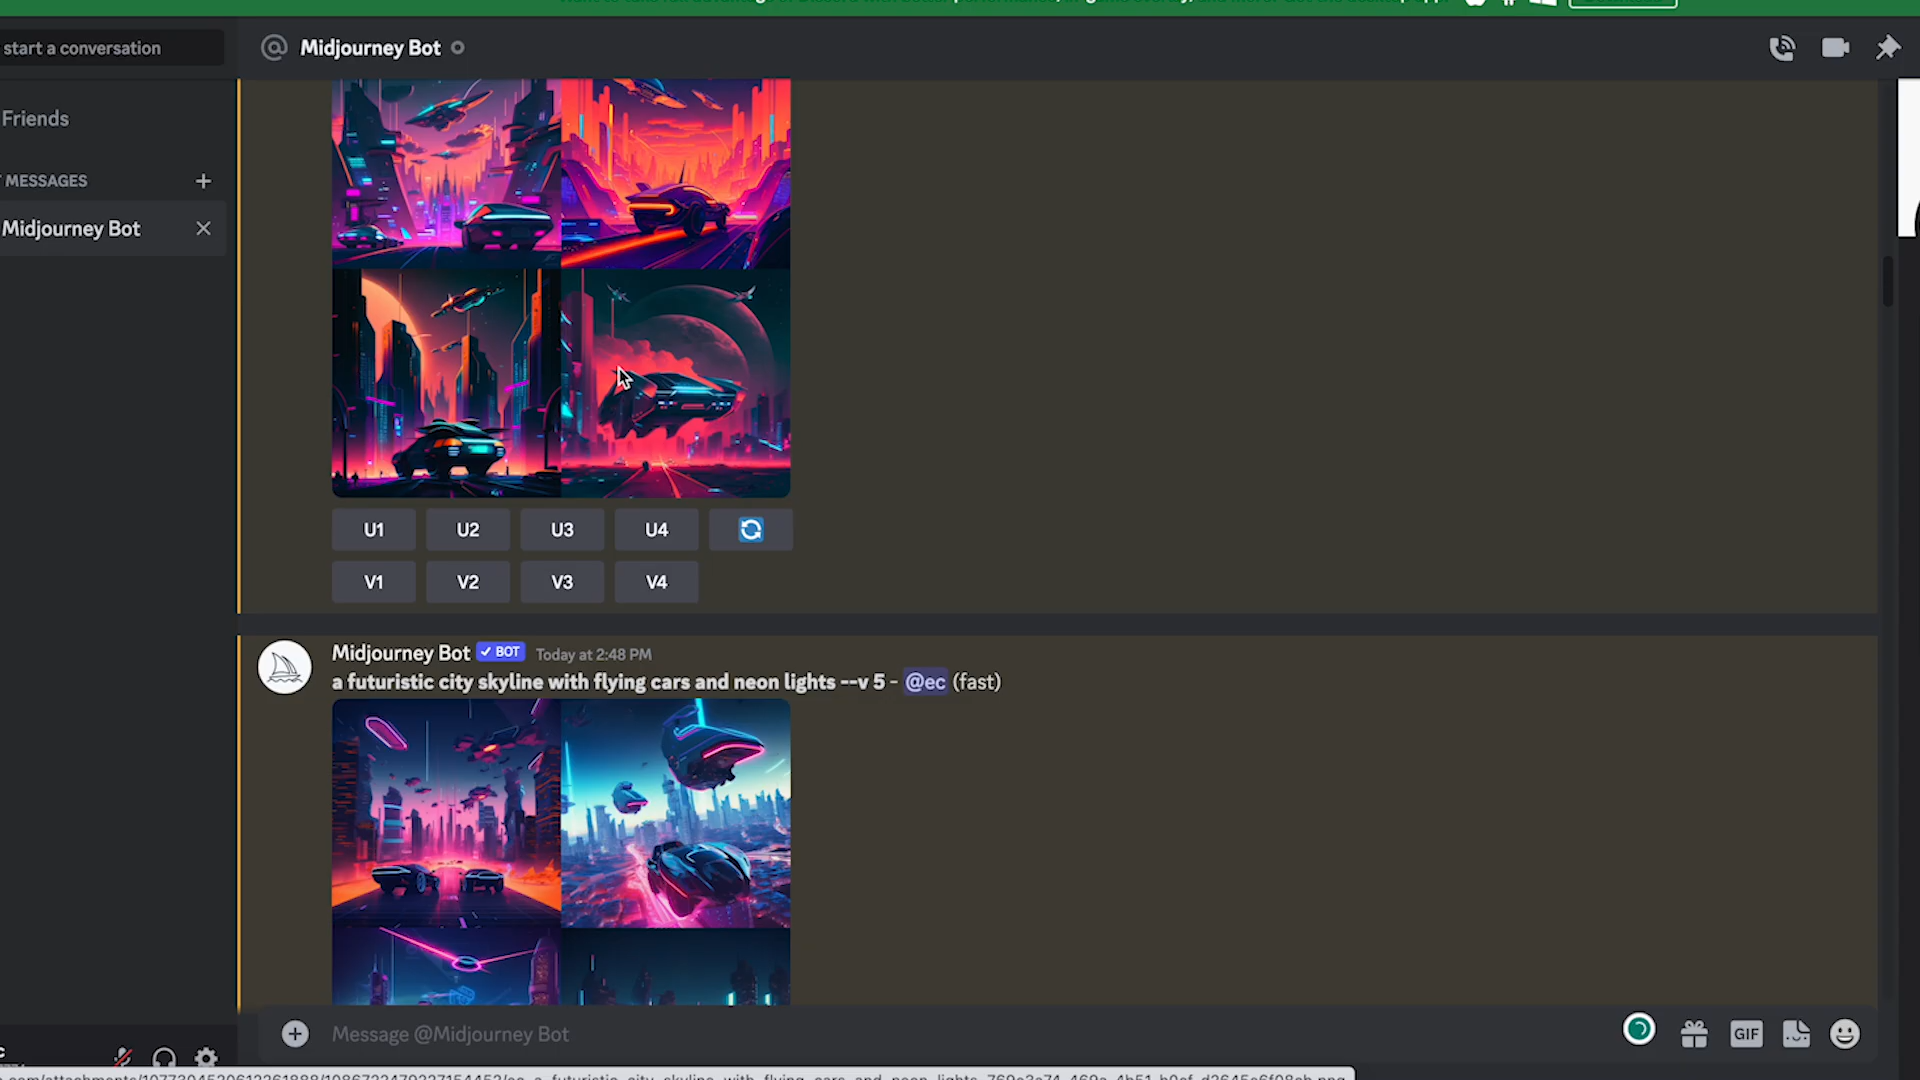 start a conversation
Midjourney Bot
Friends
MESSAGES
Midjourney Bot
U1 U2 U3 U4
V1 V2 V3 V4
Midjourney Bot BOT Today at 2:48 PM
a futuristic city skyline with flying cars and neon lights --v 5 - @ec (fast)
Message @Midjourney Bot
GIF